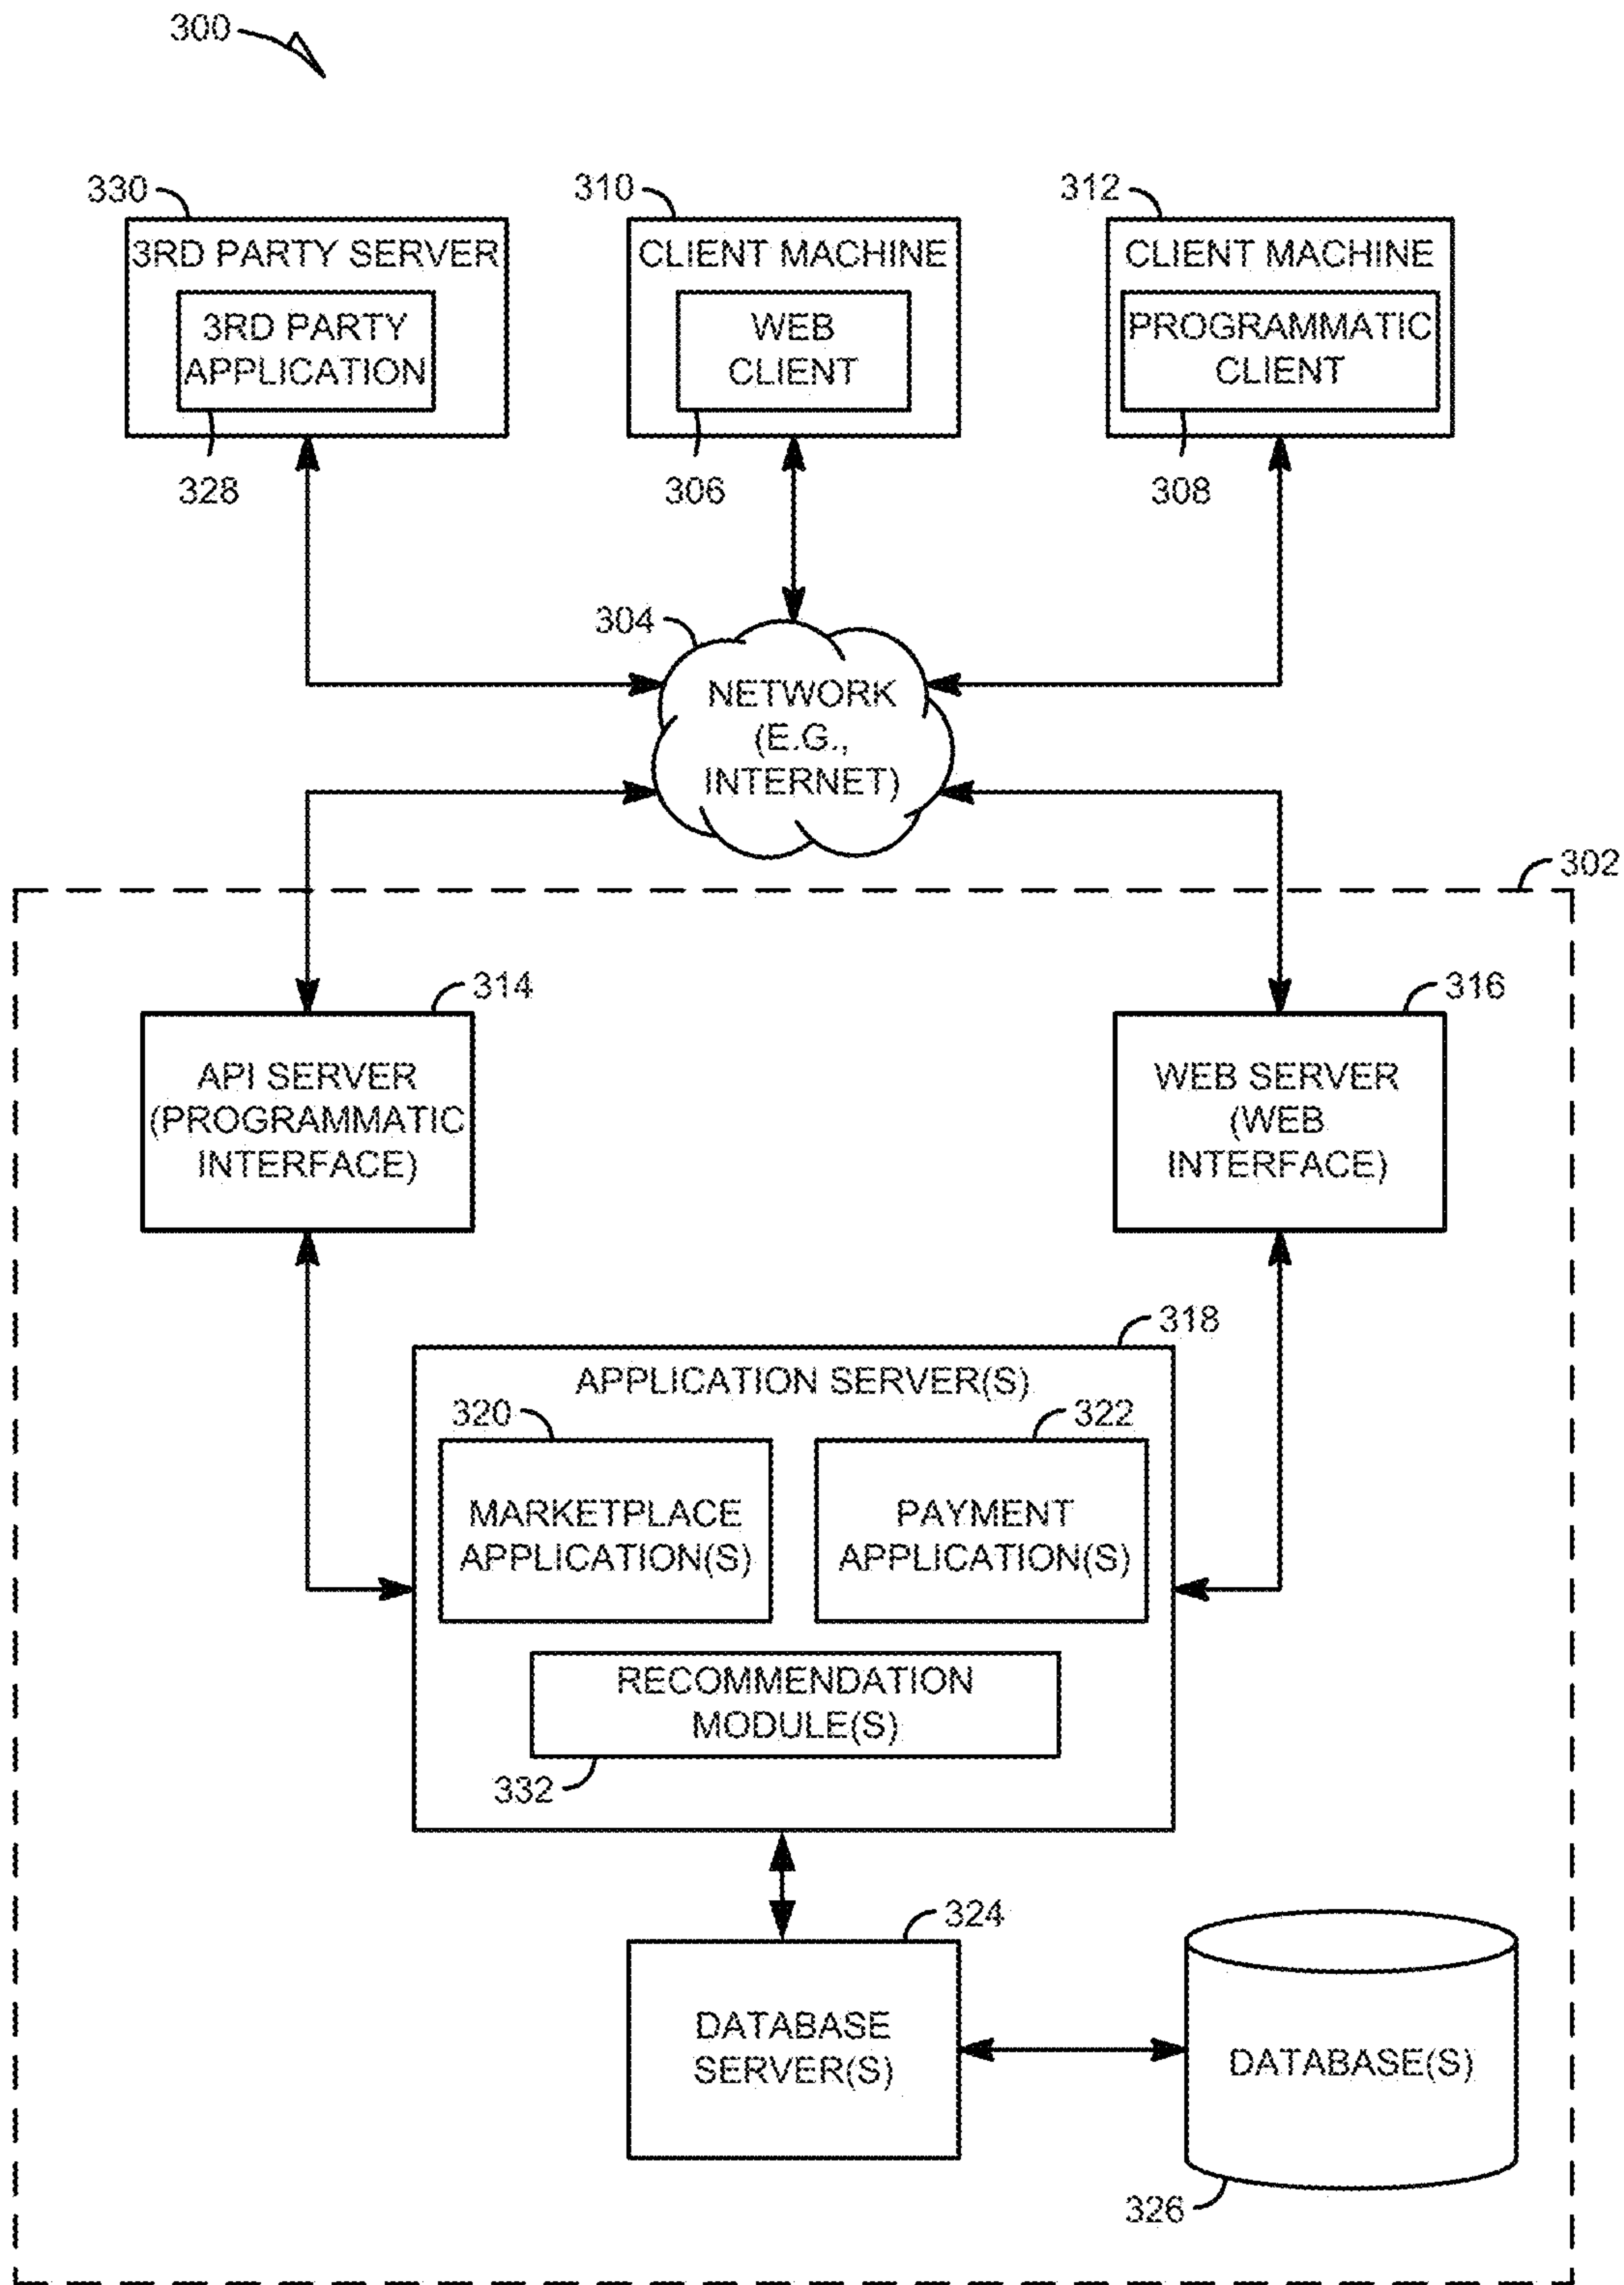 300
330
310
312
3RD PARTY SERVER
CLIENT MACHINE
CLIENT MACHINE
3RD PARTY
APPLICATION
WEB
CLIENT
PROGRAMMATIC
CLIENT
328
306
308
304
NETWORK
(E.G.,
INTERNET)
302
314
316
API SERVER
(PROGRAMMATIC
INTERFACE)
WEB SERVER
(WEB
INTERFACE)
318
APPLICATION SERVER(S)
320
322
MARKETPLACE
APPLICATION(S)
PAYMENT
APPLICATION(S)
RECOMMENDATION
MODULE(S)
332
324
DATABASE
SERVER(S)
DATABASE(S)
326